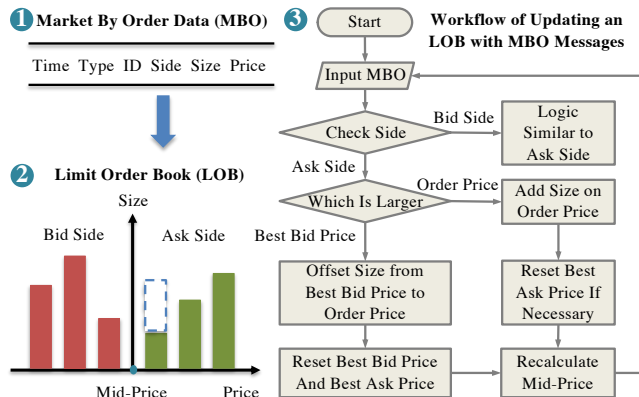 1 Market By Order Data (MBO)
Time Type ID Side Size Price
2 Limit Order Book (LOB)
Size
Bid Side
Ask Side
Mid-Price
Price
3 Workflow of Updating an
LOB with MBO Messages
Start
Input MBO
Check Side
Bid Side
Logic
Similar to
Ask Side
Ask Side
Which Is Larger
Order Price
Add Size on
Order Price
Best Bid Price
Offset Size from
Best Bid Price to
Order Price
Reset Best
Ask Price If
Necessary
Reset Best Bid Price
And Best Ask Price
Recalculate
Mid-Price